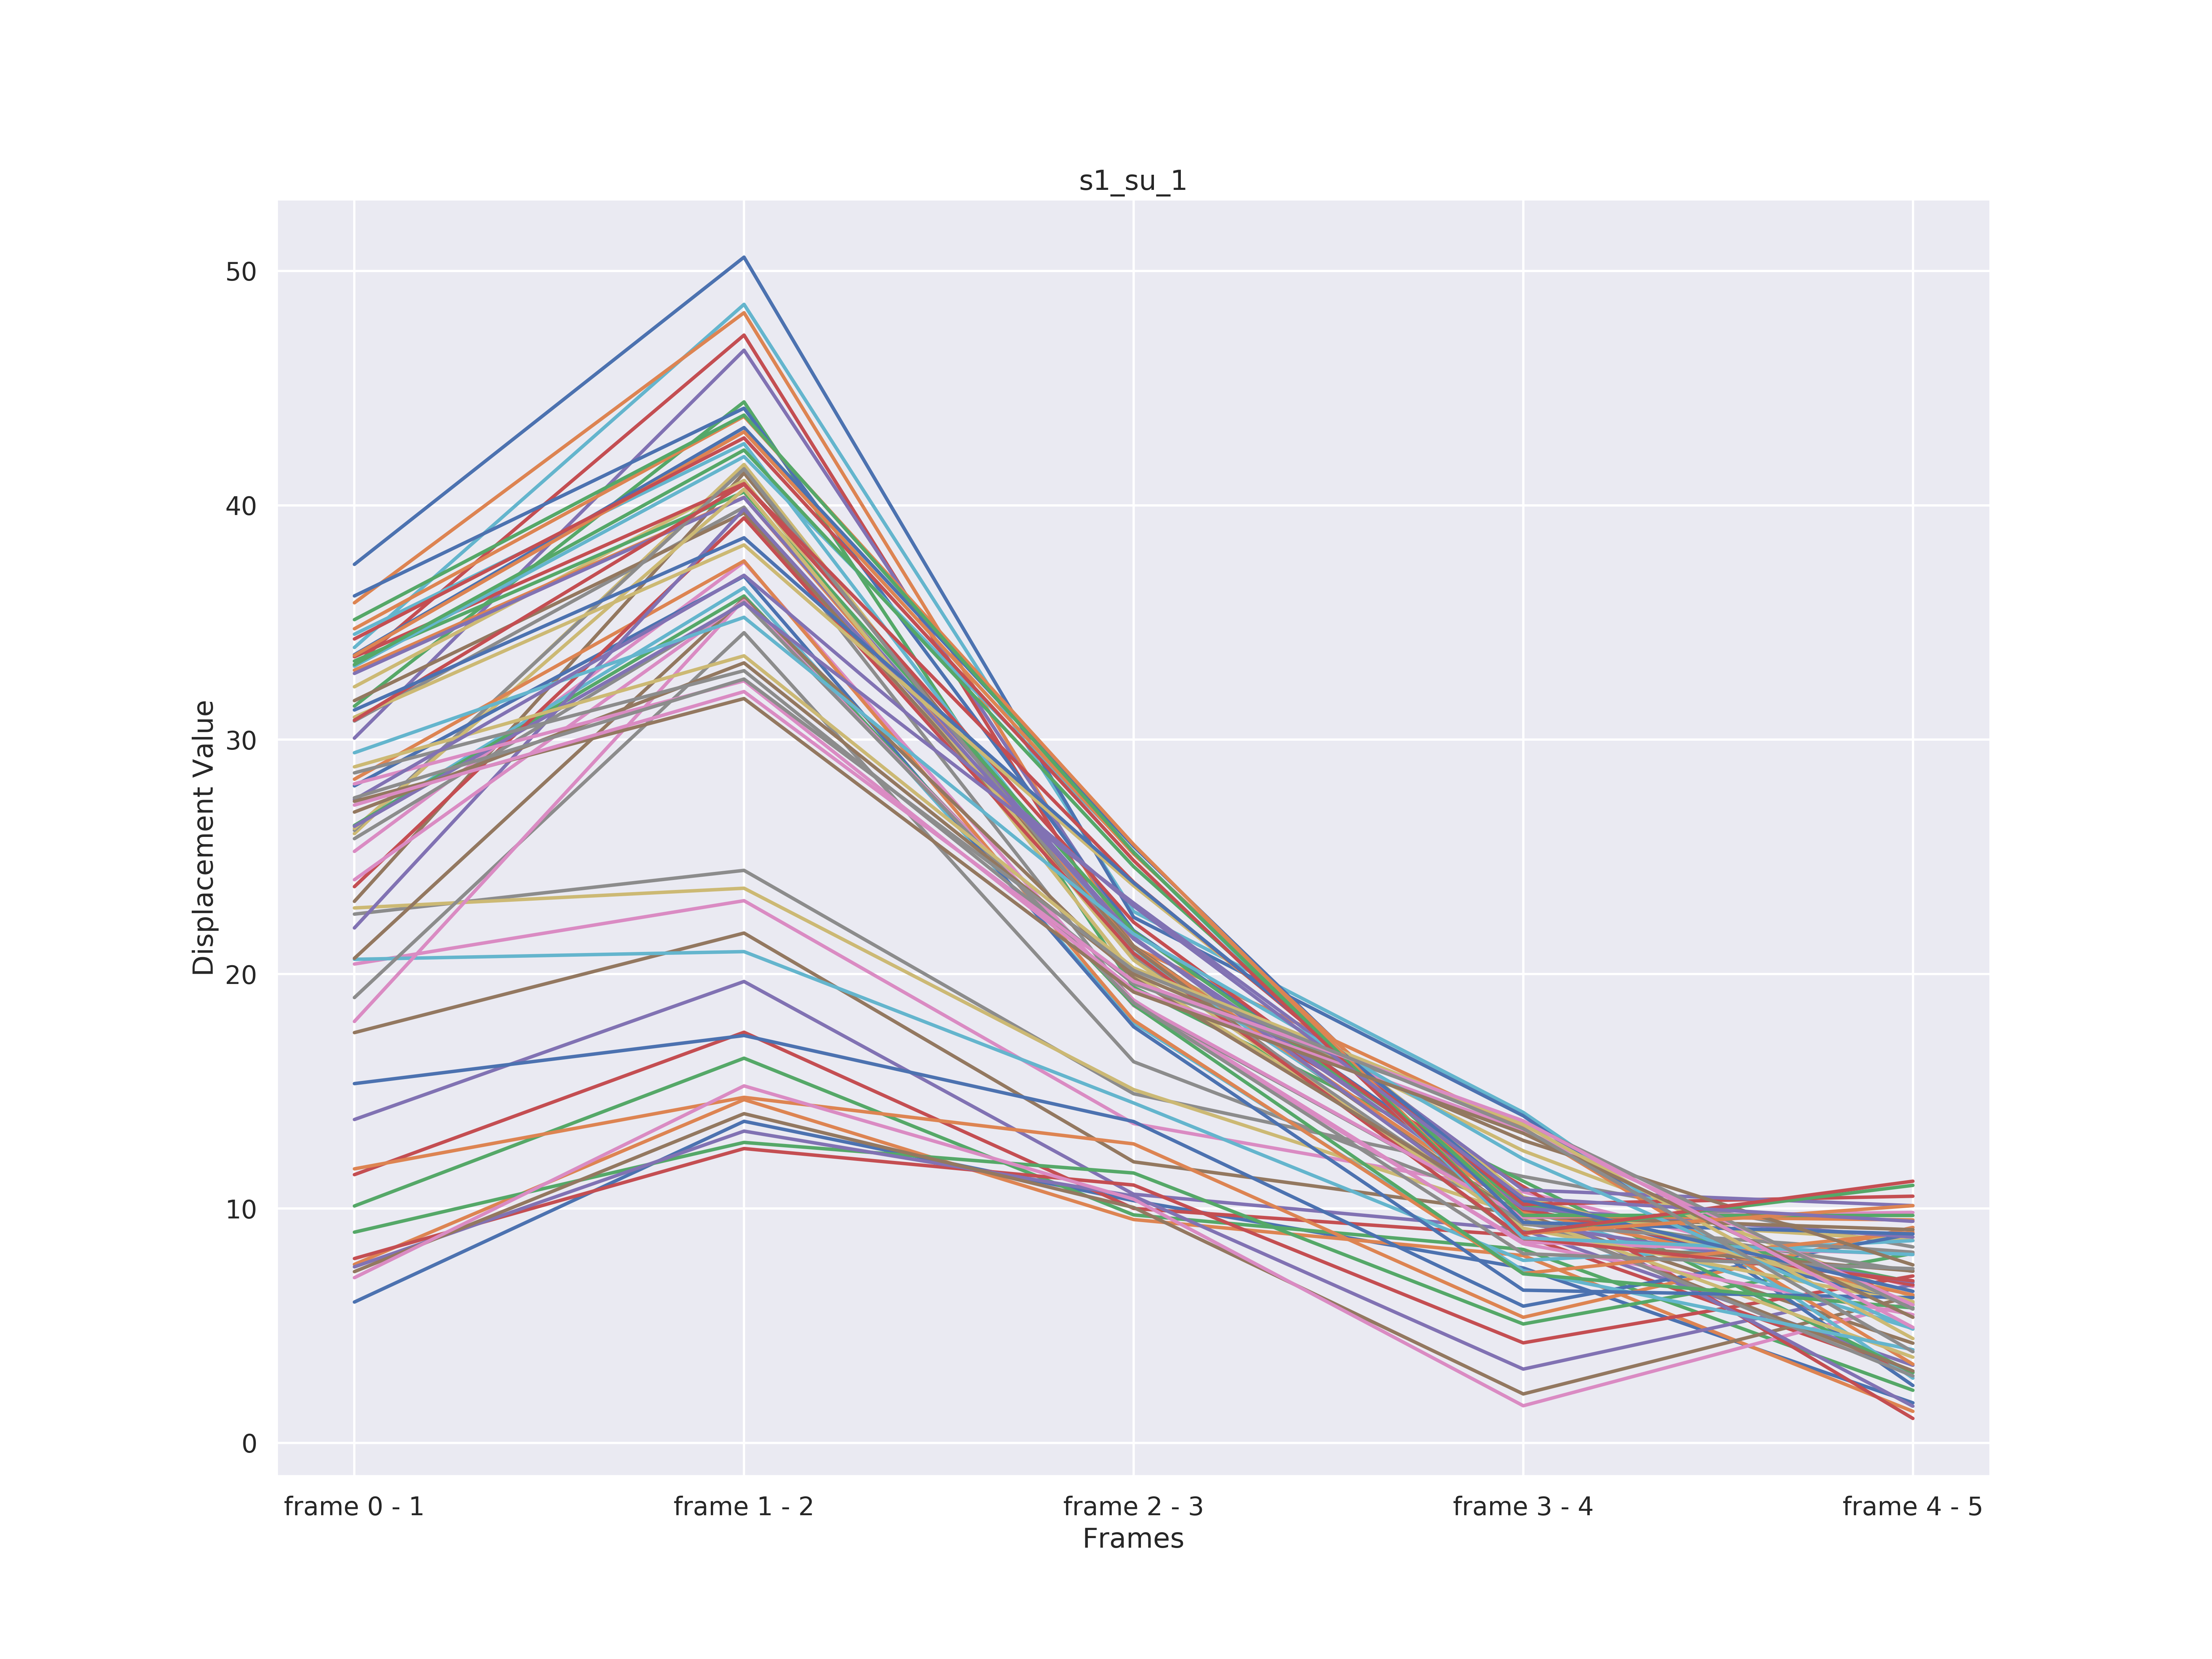 s1_su_1
50
40
30
20
10
0
Displacement Value
frame 0 - 1
frame 1 - 2
frame 2 - 3
frame 3 - 4
frame 4 - 5
Frames